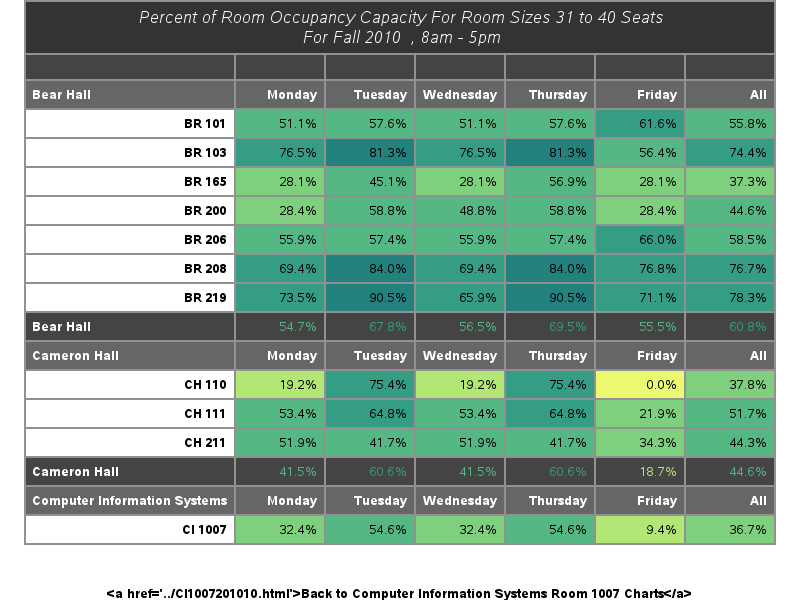 Percent of Room Occupancy Capacity For Room Sizes 31 to 40 Seats
For Fall 2010 , 8am - 5pm
Bear Hall Monday Tuesday Wednesday Thursday Friday All
BR 101 51.1% 57.6% 51.1% 57.6% 61.6% 55.8%
BR 103 76.5% 81.3% 76.5% 81.3% 56.4% 74.4%
BR 165 28.1% 45.1% 28.1% 56.9% 28.1% 37.3%
BR 200 28.4% 58.8% 48.8% 58.8% 28.4% 44.6%
BR 206 55.9% 57.4% 55.9% 57.4% 66.0% 58.5%
BR 208 69.4% 84.0% 69.4% 84.0% 76.8% 76.7%
BR 219 73.5% 90.5% 65.9% 90.5% 71.1% 78.3%
Bear Hall 54.7% 67.8% 56.5% 69.5% 55.5% 60.8%
Cameron Hall Monday Tuesday Wednesday Thursday Friday All
CH 110 19.2% 75.4% 19.2% 75.4% 0.0% 37.8%
CH 111 53.4% 64.8% 53.4% 64.8% 21.9% 51.7%
CH 211 51.9% 41.7% 51.9% 41.7% 34.3% 44.3%
Cameron Hall 41.5% 60.6% 41.5% 60.6% 18.7% 44.6%
Computer Information Systems Monday Tuesday Wednesday Thursday Friday All
CI 1007 32.4% 54.6% 32.4% 54.6% 9.4% 36.7%
<a href='../CI1007201010.html'>Back to Computer Information Systems Room 1007 Charts</a>